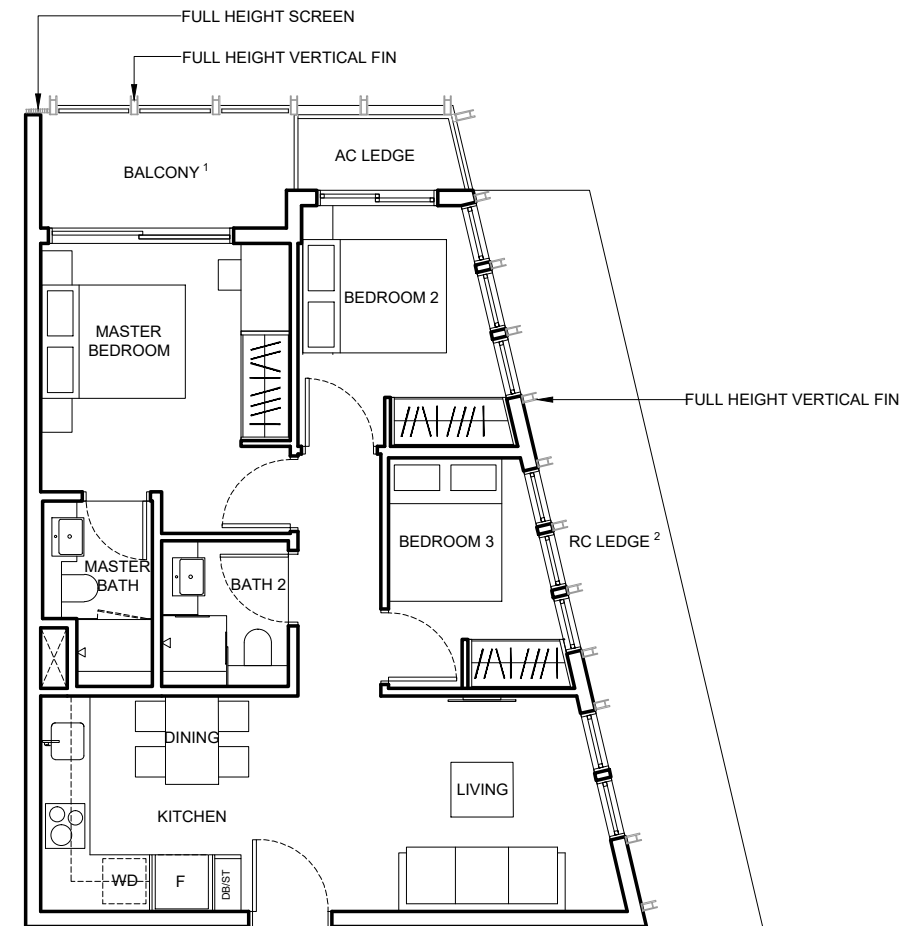 FULL HEIGHT SCREEN
FULL HEIGHT VERTICAL FIN
BALCONY 1
AC LEDGE
BEDROOM 2
MASTER
BEDROOM
FULL HEIGHT VERTICAL FIN
BEDROOM 3
RC LEDGE 2
MASTER
BATH
BATH 2
DINING
LIVING
KITCHEN
WD
F
DB/ST